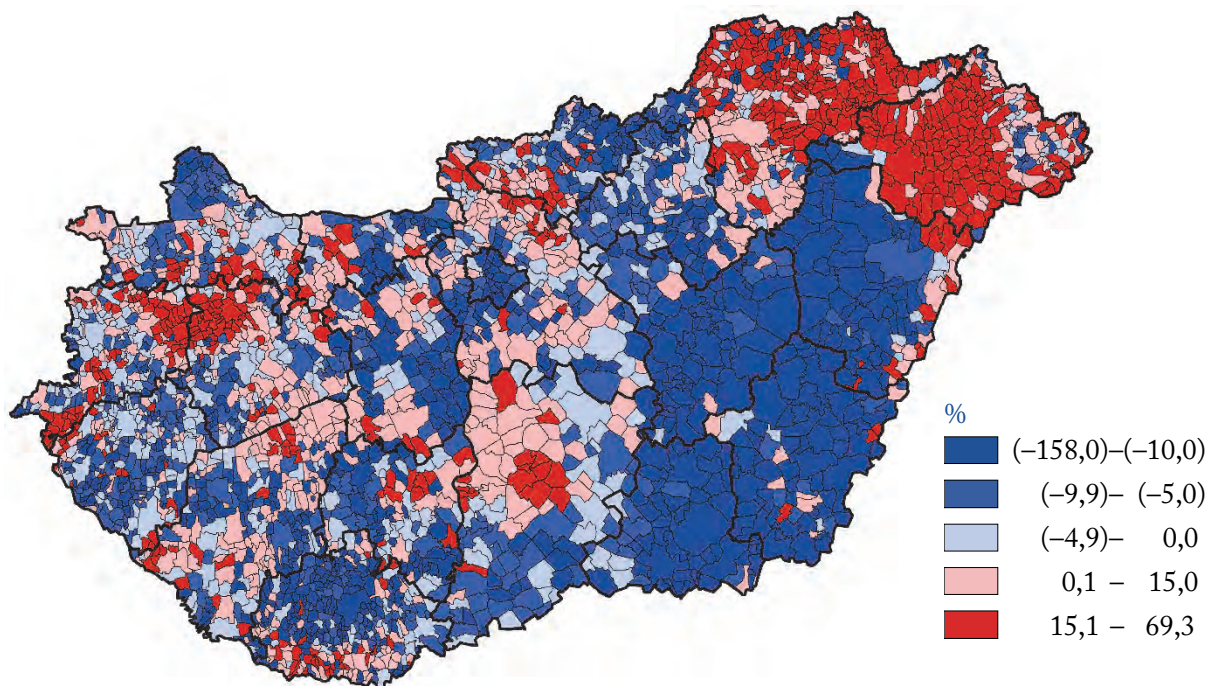 %
(–158,0)–(–10,0)
(–9,9)– (–5,0)
(–4,9)– 0,0
0,1 – 15,0
15,1 – 69,3